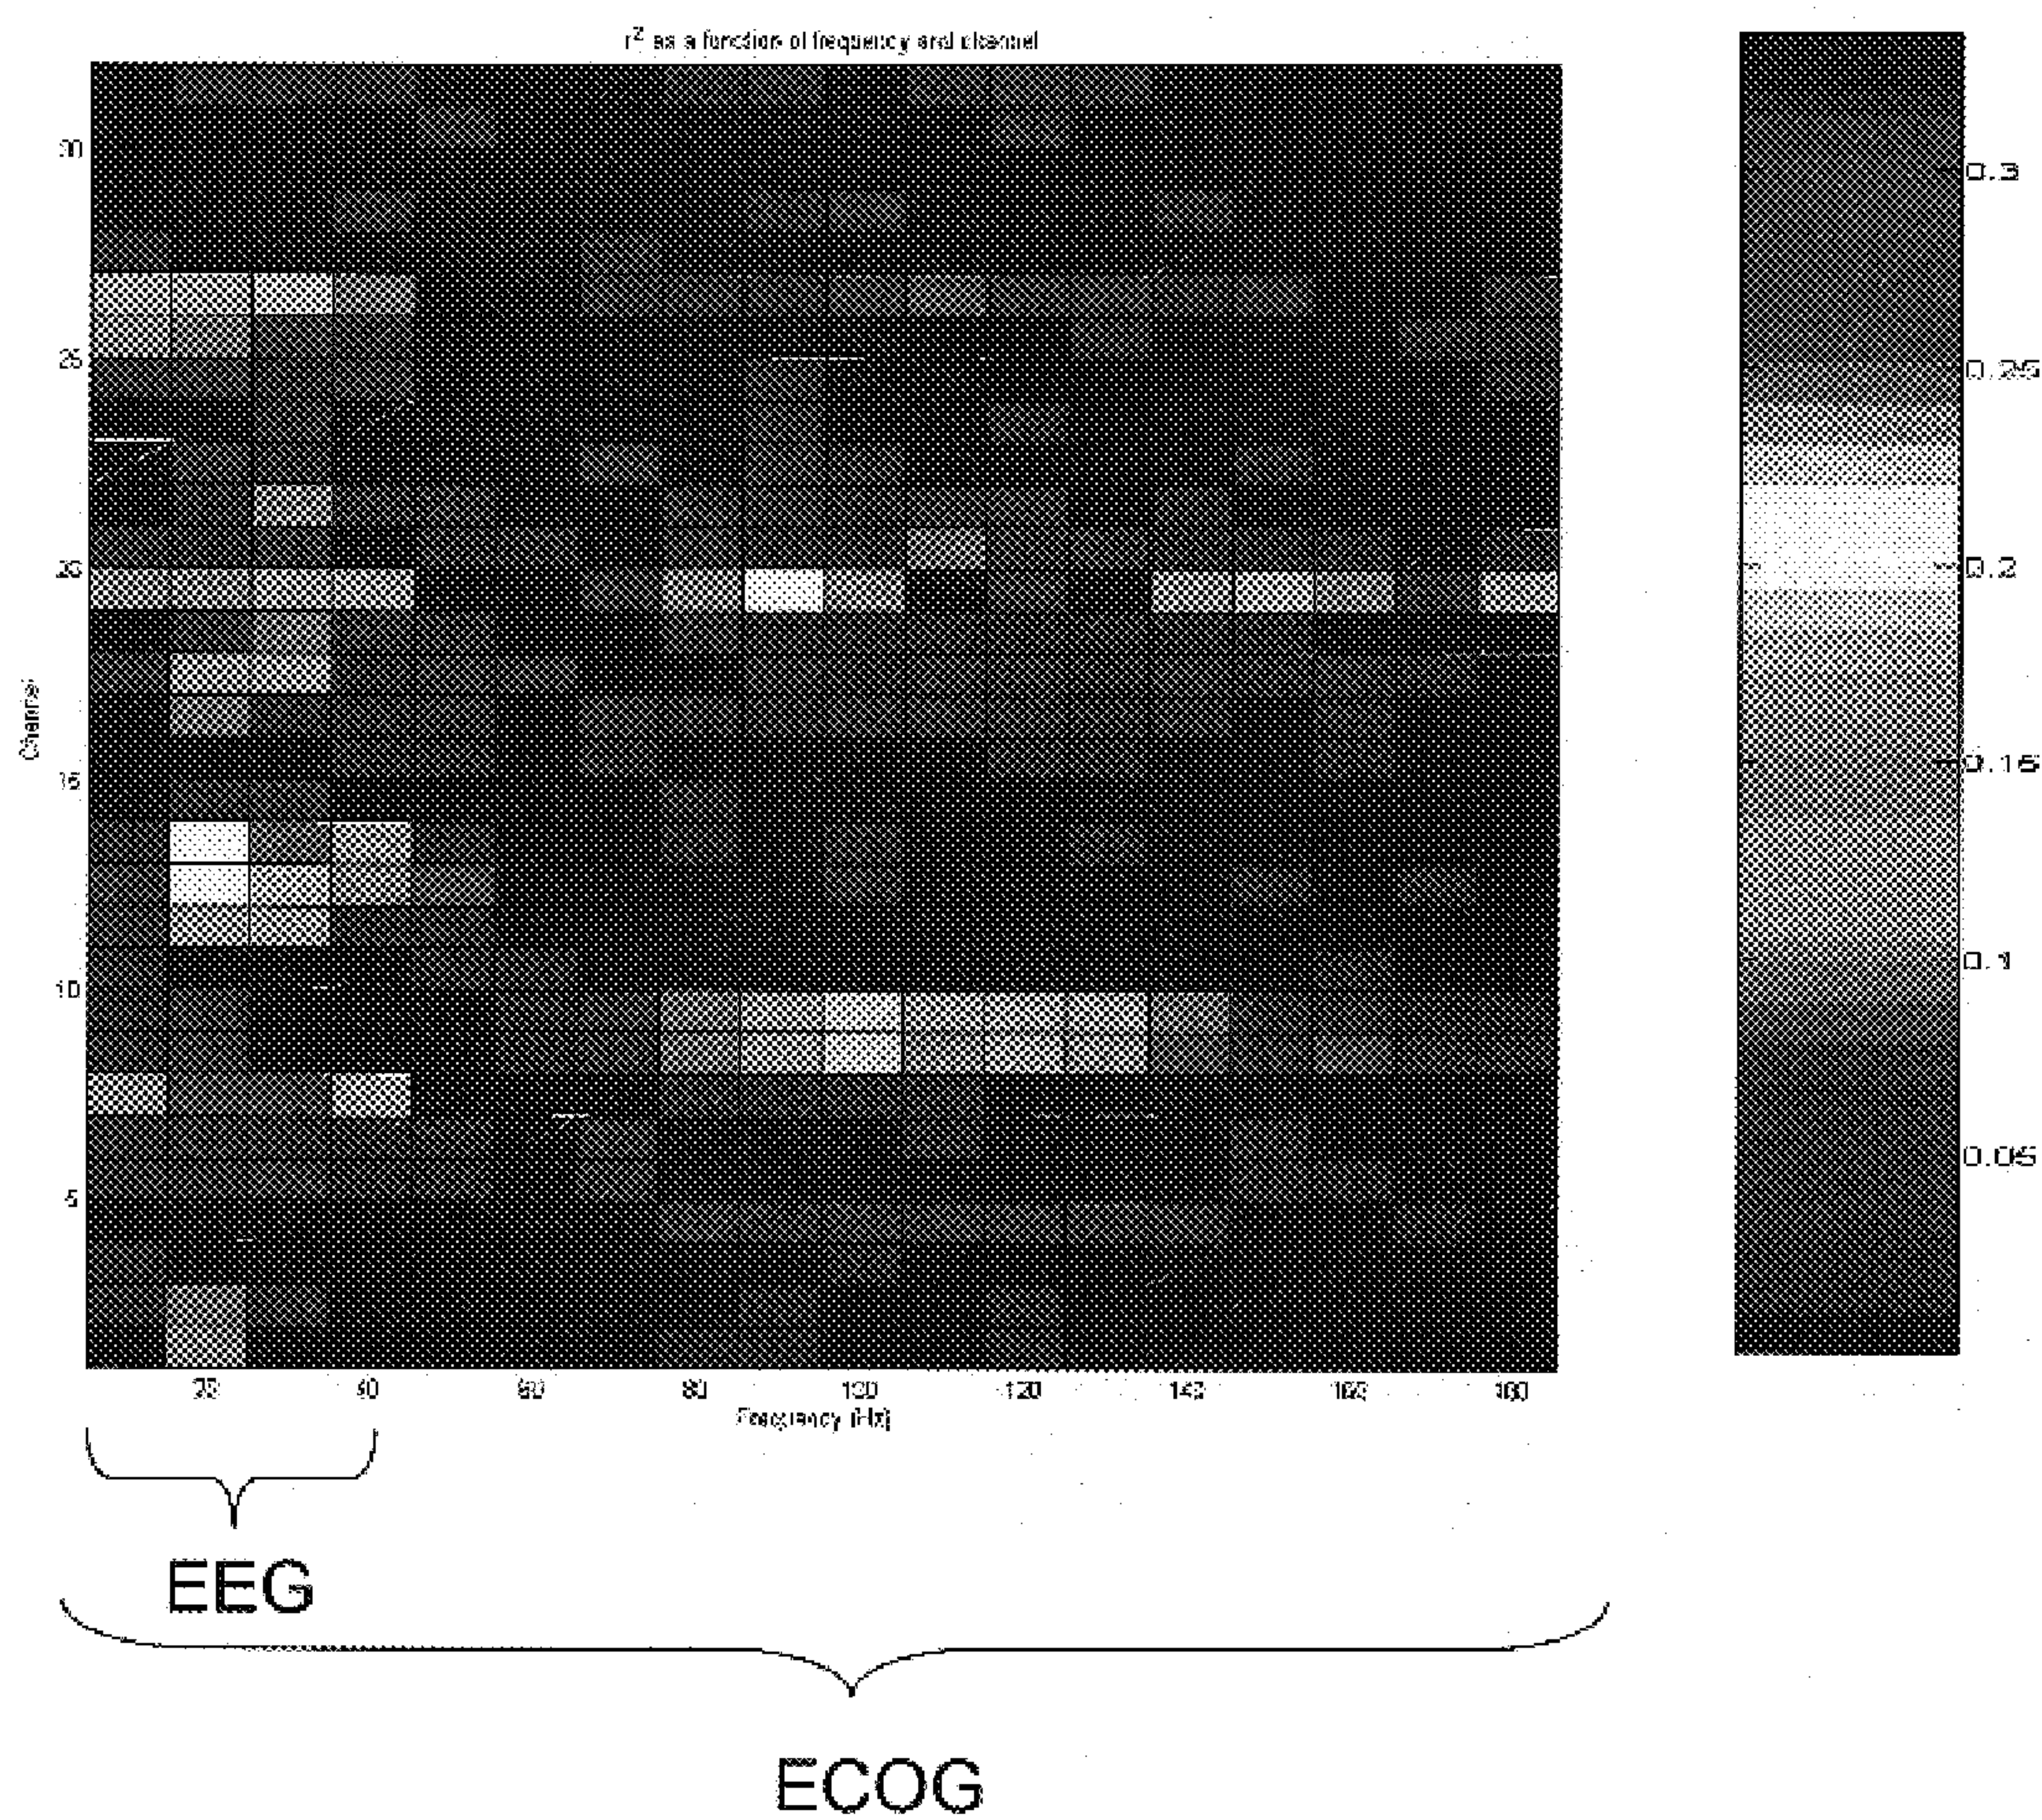 r² as a function of frequency and channel
0.3
0.25
0.2
0.15
0.1
0.05
Channel
30
25
20
15
10
5
20 40 60 80 100 120 140 160 180
Frequency (Hz)
EEG
ECOG